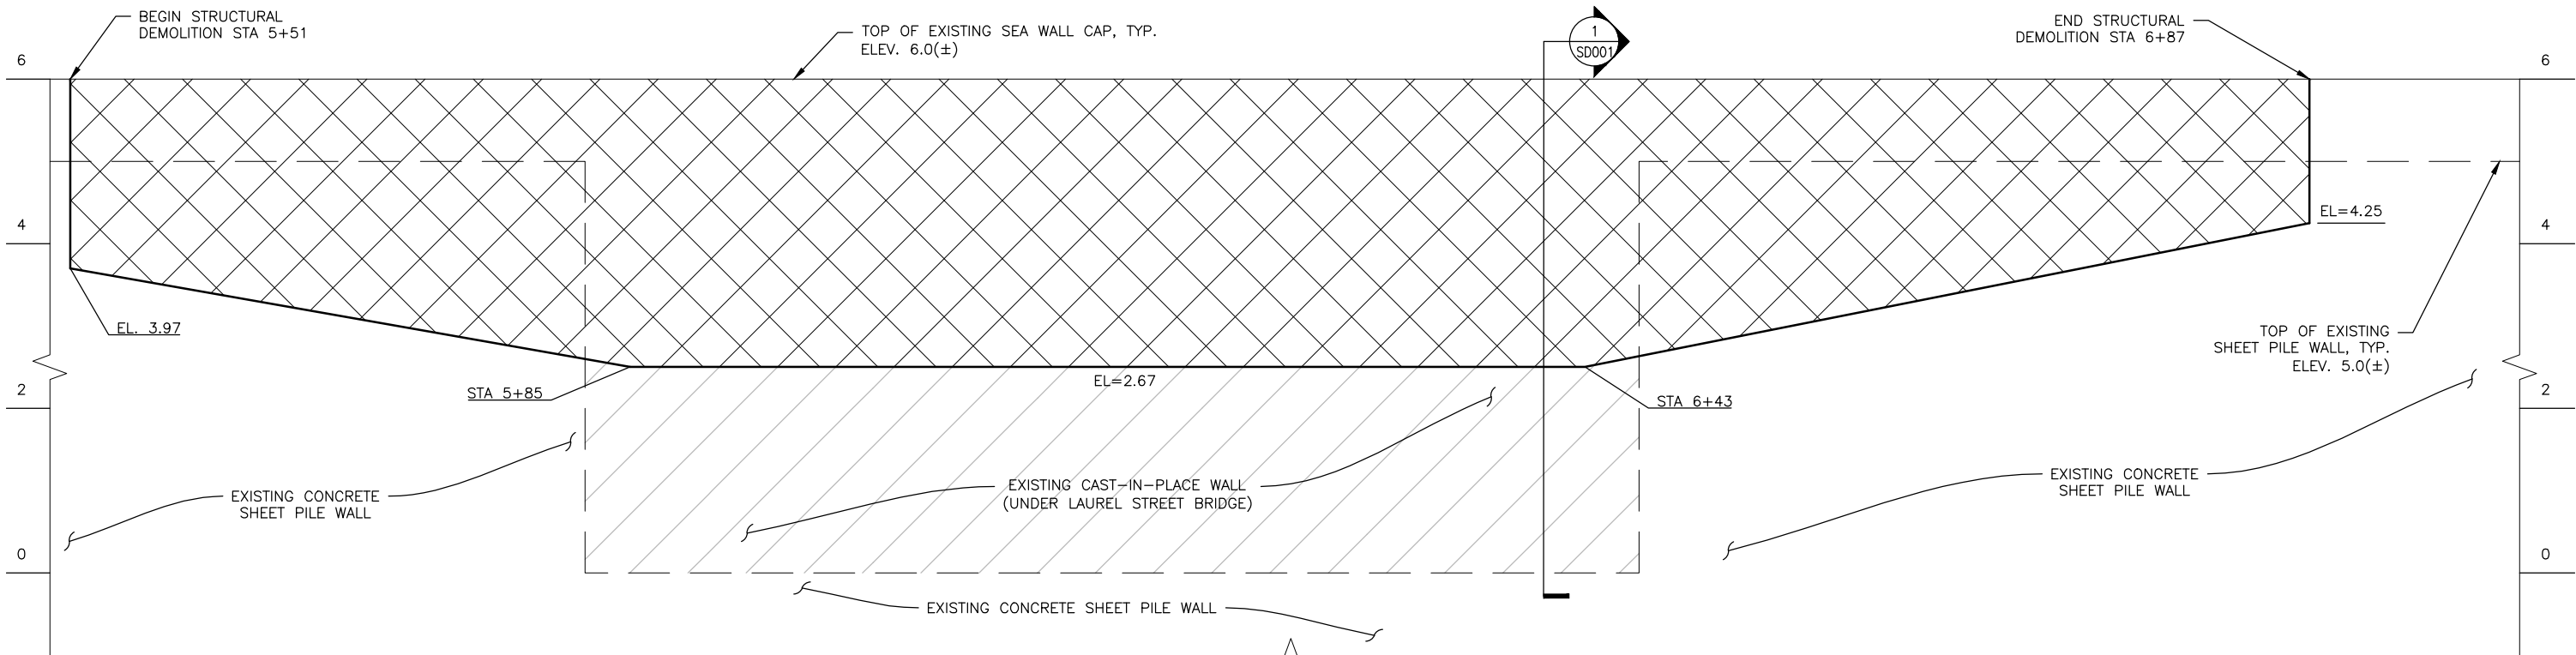 BEGIN STRUCTURAL
DEMOLITION STA 5+51
TOP OF EXISTING SEA WALL CAP, TYP.
ELEV. 6.0(±)
1
SD001
END STRUCTURAL
DEMOLITION STA 6+87
6
6
4
4
EL=4.25
EL. 3.97
TOP OF EXISTING
SHEET PILE WALL, TYP.
ELEV. 5.0(±)
2
2
STA 5+85
EL=2.67
STA 6+43
EXISTING CONCRETE
SHEET PILE WALL
EXISTING CAST-IN-PLACE WALL
(UNDER LAUREL STREET BRIDGE)
EXISTING CONCRETE
SHEET PILE WALL
0
0
EXISTING CONCRETE SHEET PILE WALL